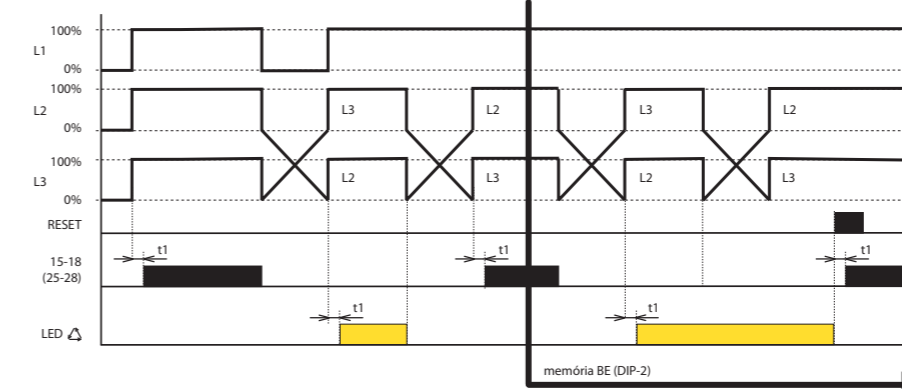 100%
L1
0%
100%
L2
0%
L3
L2
L3
L2
100%
L3
0%
L2
L3
L2
L3
RESET
15-18
(25-28)
t1
t1
t1
LED
t1
t1
memória BE (DIP-2)